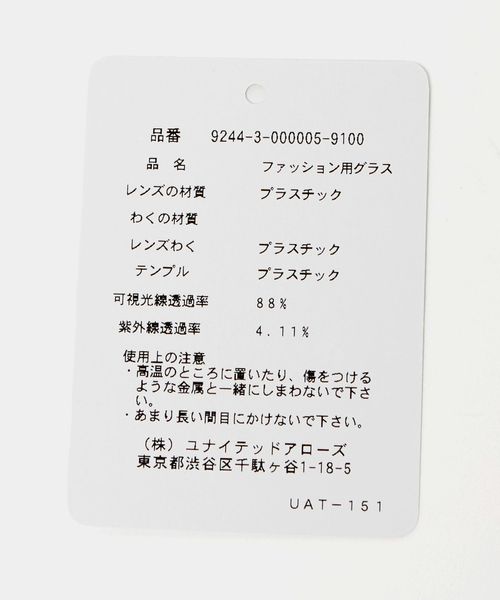 品番 9244-3-000005-9100
品 名 ファッション用グラス
レンズの材質 プラスチック
わくの材質
レンズわく プラスチック
テンプル プラスチック
可視光線透過率 88%
紫外線透過率 4.11%
使用上の注意
・高温のところに置いたり、傷をつける
ような金属と一緒にしまわないで下さ
い。
・あまり長い間目にかけないで下さい。
(株) ユナイテッドアローズ
東京都渋谷区千駄ヶ谷1-18-5
UAT-151